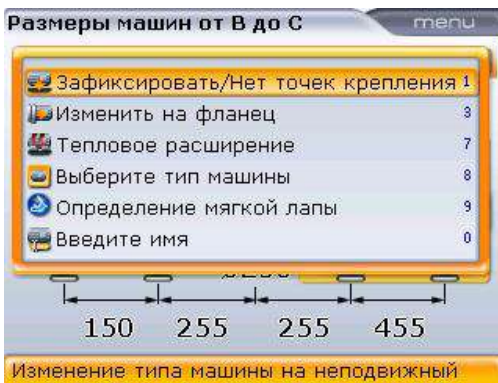 Размеры машин от B до C menu
Зафиксировать/Нет точек крепления 1
Изменить на фланец 3
Тепловое расширение 7
Выберите тип машины 8
Определение мягкой лапы 9
Введите имя 0
150 255 255 455
Изменение типа машины на неподвижный